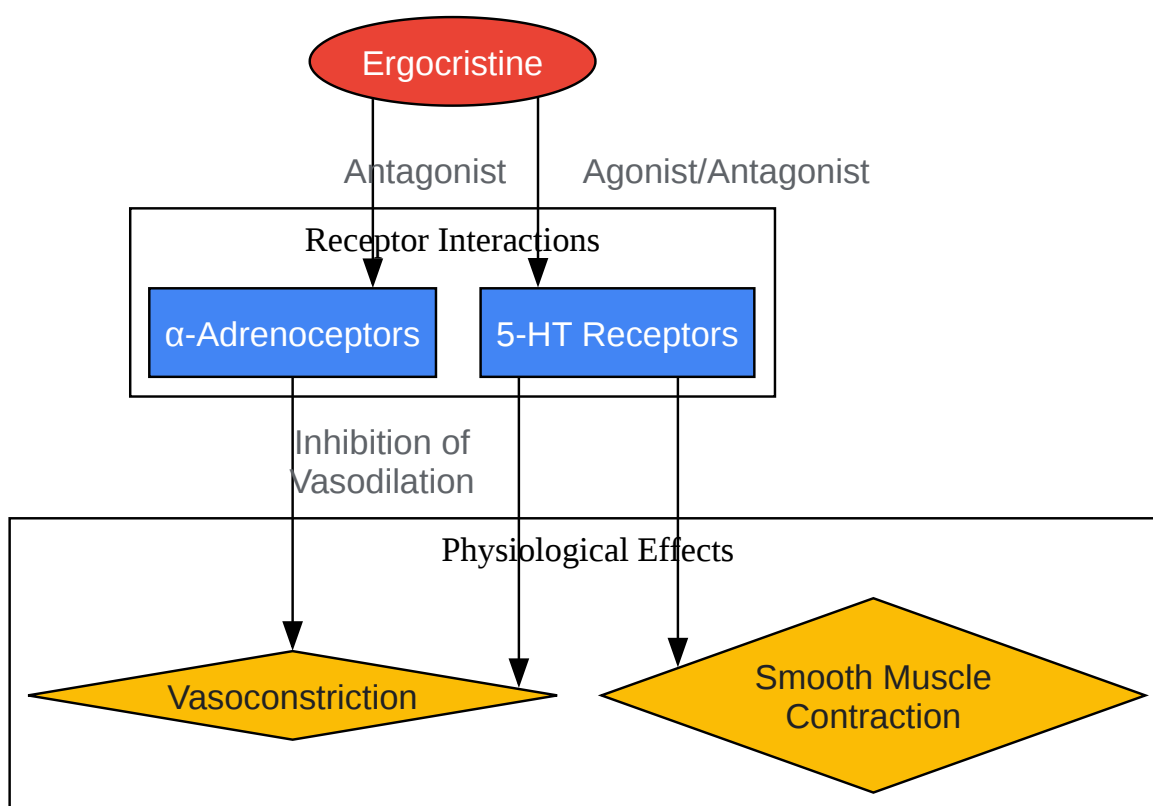 Ergocristine
Antagonist
Agonist/Antagonist
Receptor Interactions
α-Adrenoceptors
5-HT Receptors
Inhibition of
Vasodilation
Physiological Effects
Vasoconstriction
Smooth Muscle
Contraction